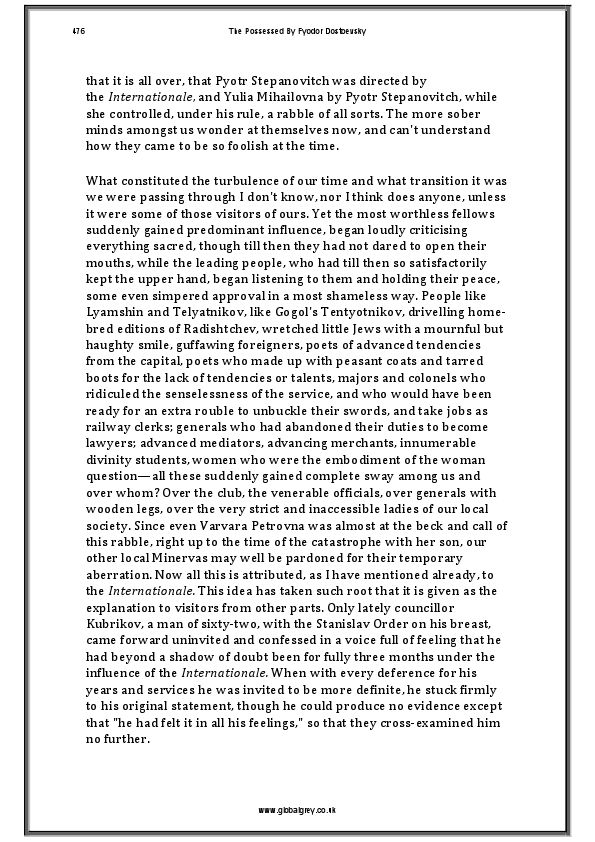 476
The Possessed By Fyodor Dostoevsky
that it is all over, that Pyotr Stepanovitch was directed by
the Internationale, and Yulia Mihailovna by Pyotr Stepanovitch, while
she controlled, under his rule, a rabble of all sorts. The more sober
minds amongst us wonder at themselves now, and can't understand
how they came to be so foolish at the time.
What constituted the turbulence of our time and what transition it was
we were passing through I don't know, nor I think does anyone, unless
it were some of those visitors of ours. Yet the most worthless fellows
suddenly gained predominant influence, began loudly criticising
everything sacred, though till then they had not dared to open their
mouths, while the leading people, who had till then so satisfactorily
kept the upper hand, began listening to them and holding their peace,
some even simpered approval in a most shameless way. People like
Lyamshin and Telyatnikov, like Gogol's Tentyotnikov, drivelling home-
bred editions of Radishtchev, wretched little Jews with a mournful but
haughty smile, guffawing foreigners, poets of advanced tendencies
from the capital, poets who made up with peasant coats and tarred
boots for the lack of tendencies or talents, majors and colonels who
ridiculed the senselessness of the service, and who would have been
ready for an extra rouble to unbuckle their swords, and take jobs as
railway clerks; generals who had abandoned their duties to become
lawyers; advanced mediators, advancing merchants, innumerable
divinity students, women who were the embodiment of the woman
question—all these suddenly gained complete sway among us and
over whom? Over the club, the venerable officials, over generals with
wooden legs, over the very strict and inaccessible ladies of our local
society. Since even Varvara Petrovna was almost at the beck and call of
this rabble, right up to the time of the catastrophe with her son, our
other local Minervas may well be pardoned for their temporary
aberration. Now all this is attributed, as I have mentioned already, to
the Internationale. This idea has taken such root that it is given as the
explanation to visitors from other parts. Only lately councillor
Kubrikov, a man of sixty-two, with the Stanislav Order on his breast,
came forward uninvited and confessed in a voice full of feeling that he
had beyond a shadow of doubt been for fully three months under the
influence of the Internationale. When with every deference for his
years and services he was invited to be more definite, he stuck firmly
to his original statement, though he could produce no evidence except
that "he had felt it in all his feelings," so that they cross-examined him
no further.
www.globalgrey.co.uk